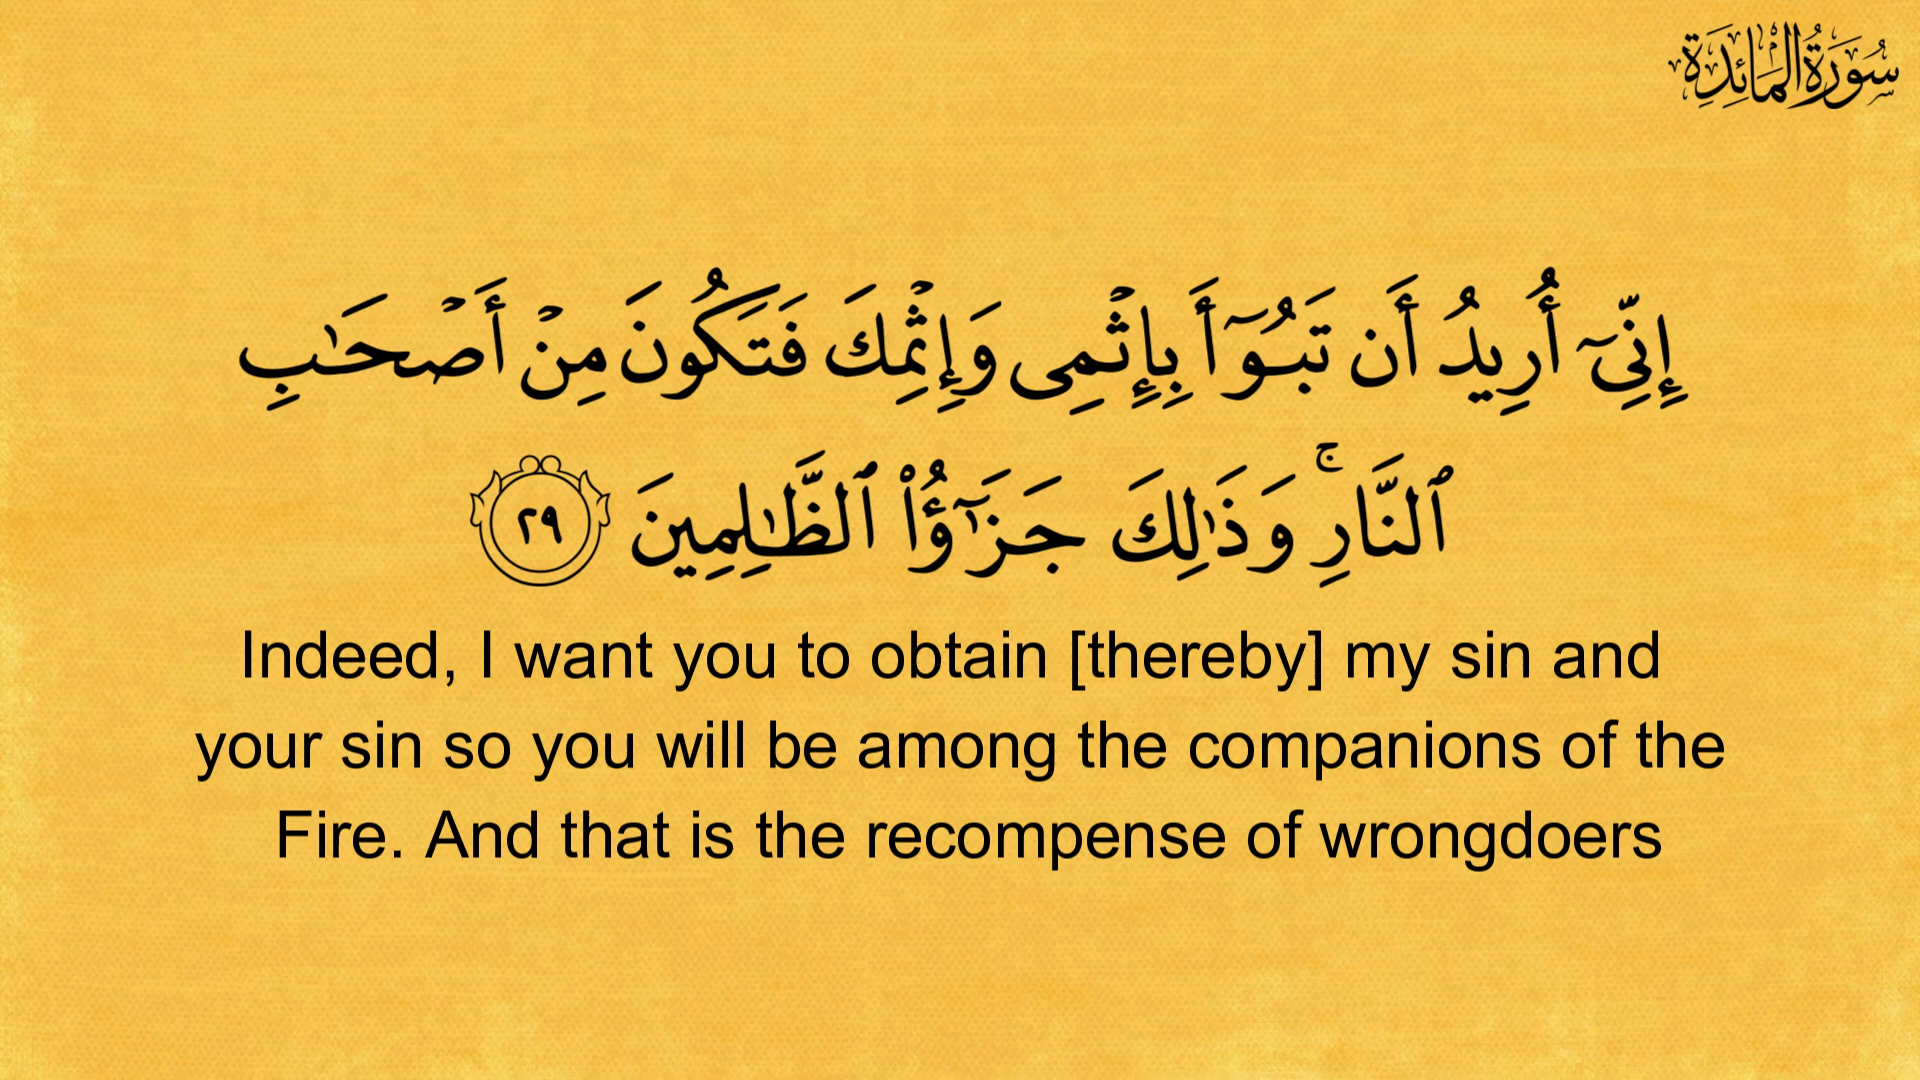 سُورَةُ المَائِدَةِ
إِنِّىٓ أُرِيدُ أَن تَبُوٓأَ بِإِثْمِى وَإِثْمِكَ فَتَكُونَ مِنْ أَصْحَٰبِ
ٱلنَّارِ ۚ وَذَٰلِكَ جَزَٰٓؤُا۟ ٱلظَّٰلِمِينَ ٢٩
Indeed, I want you to obtain [thereby] my sin and
your sin so you will be among the companions of the
Fire. And that is the recompense of wrongdoers